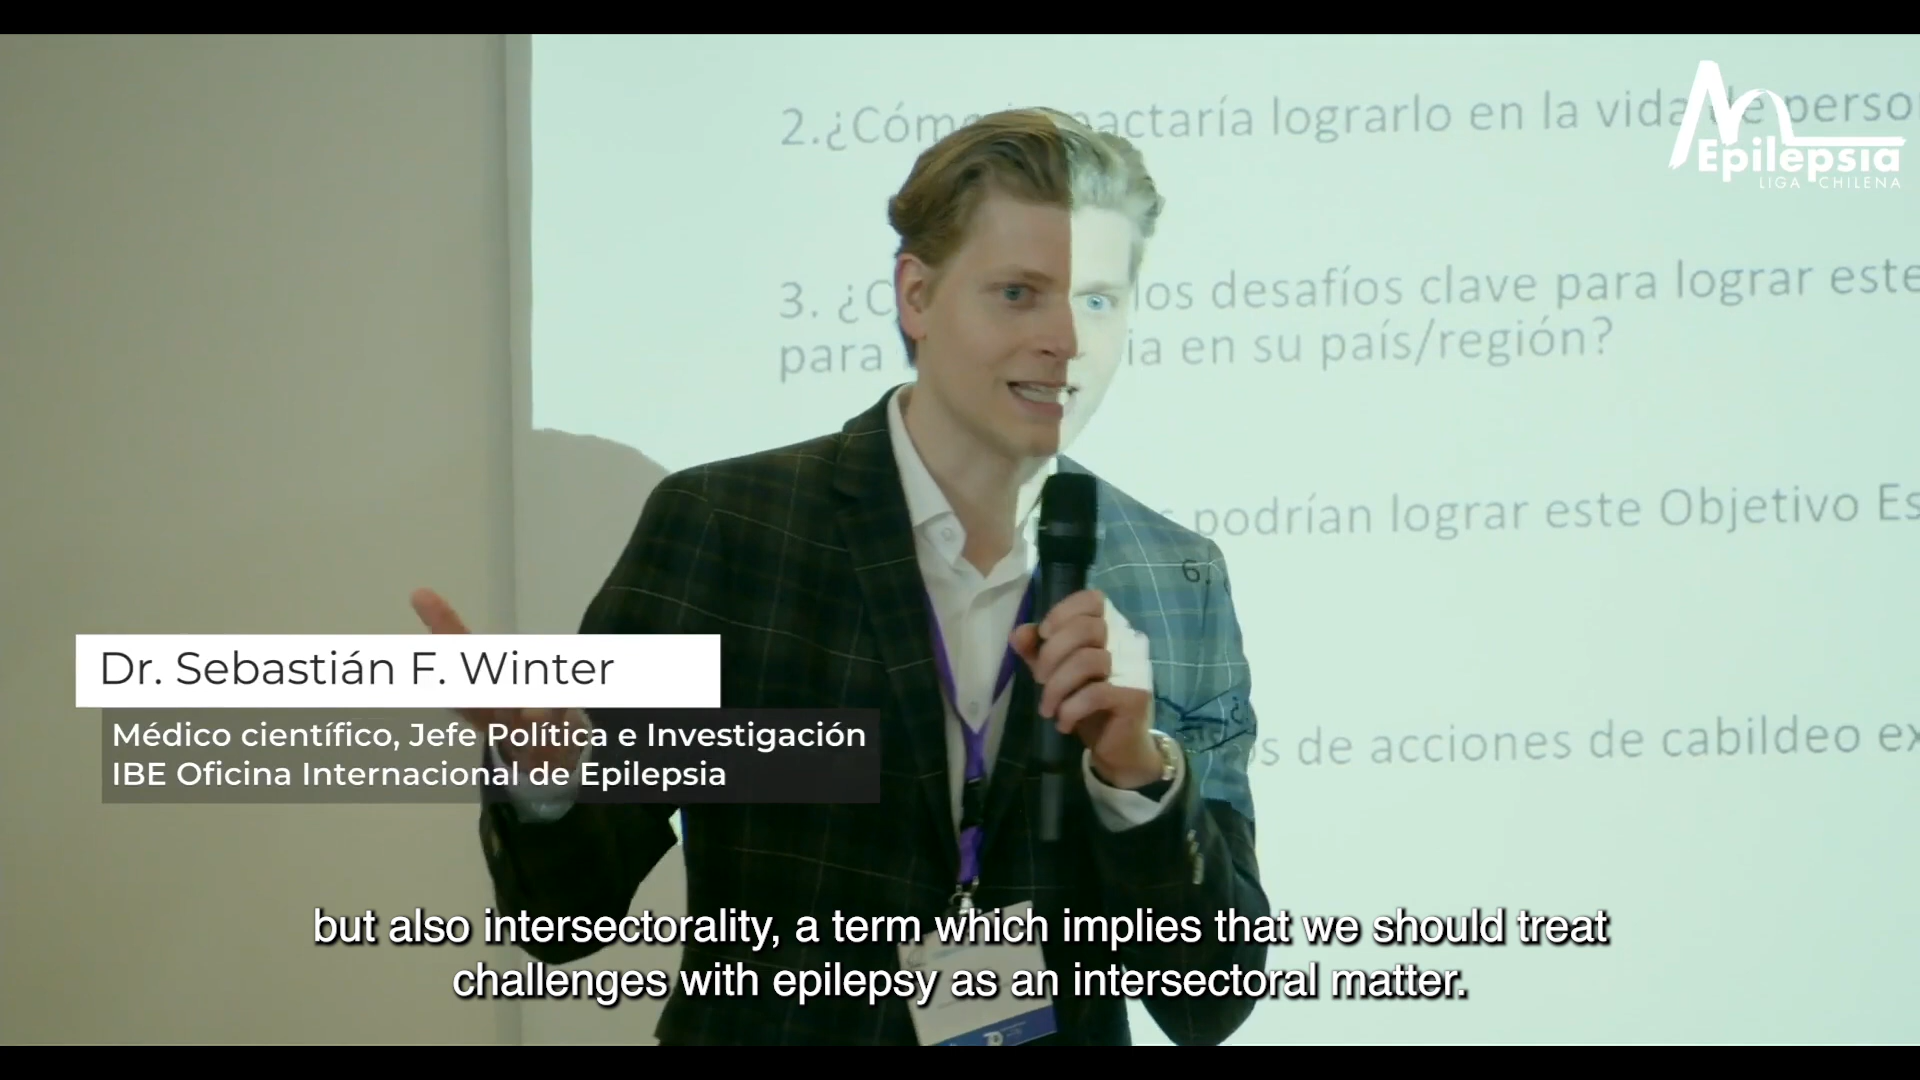 2.¿Cóm actaría lograrlo en la vida de perso
Epilepsia
LIGA CHILENA
3. ¿C los desafíos clave para lograr este
para ia en su país/región?
podrían lograr este Objetivo Es
6.
s de acciones de cabildeo ex
Dr. Sebastián F. Winter
Médico científico, Jefe Política e Investigación
IBE Oficina Internacional de Epilepsia
but also intersectorality, a term which implies that we should treat
challenges with epilepsy as an intersectoral matter.